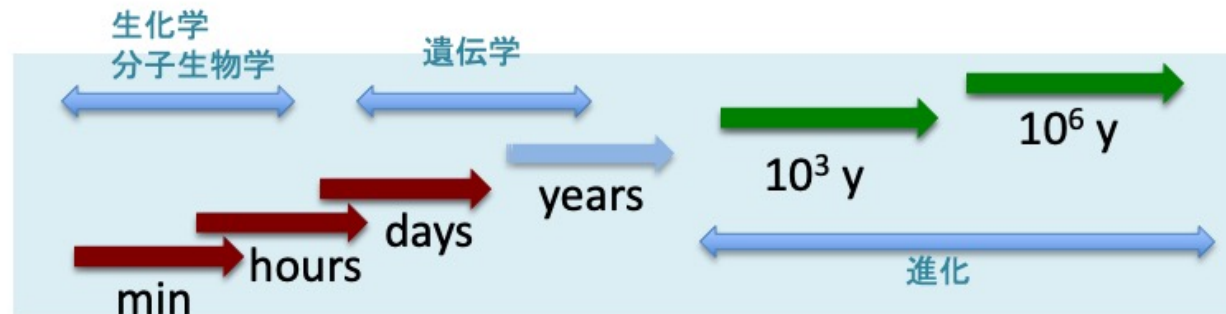 生化学
分子生物学
遺伝学
min
hours
days
years
10³ y
10⁶ y
進化